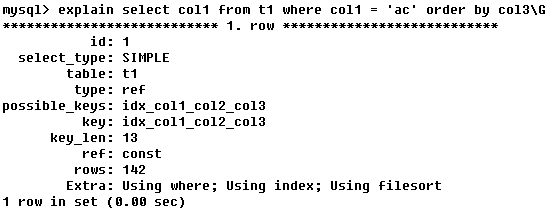 mysql> explain select col1 from t1 where col1 = 'ac' order by col3\G
*************************** 1. row ***************************
id: 1
select_type: SIMPLE
table: t1
type: ref
possible_keys: idx_col1_col2_col3
key: idx_col1_col2_col3
key_len: 13
ref: const
rows: 142
Extra: Using where; Using index; Using filesort
1 row in set (0.00 sec)